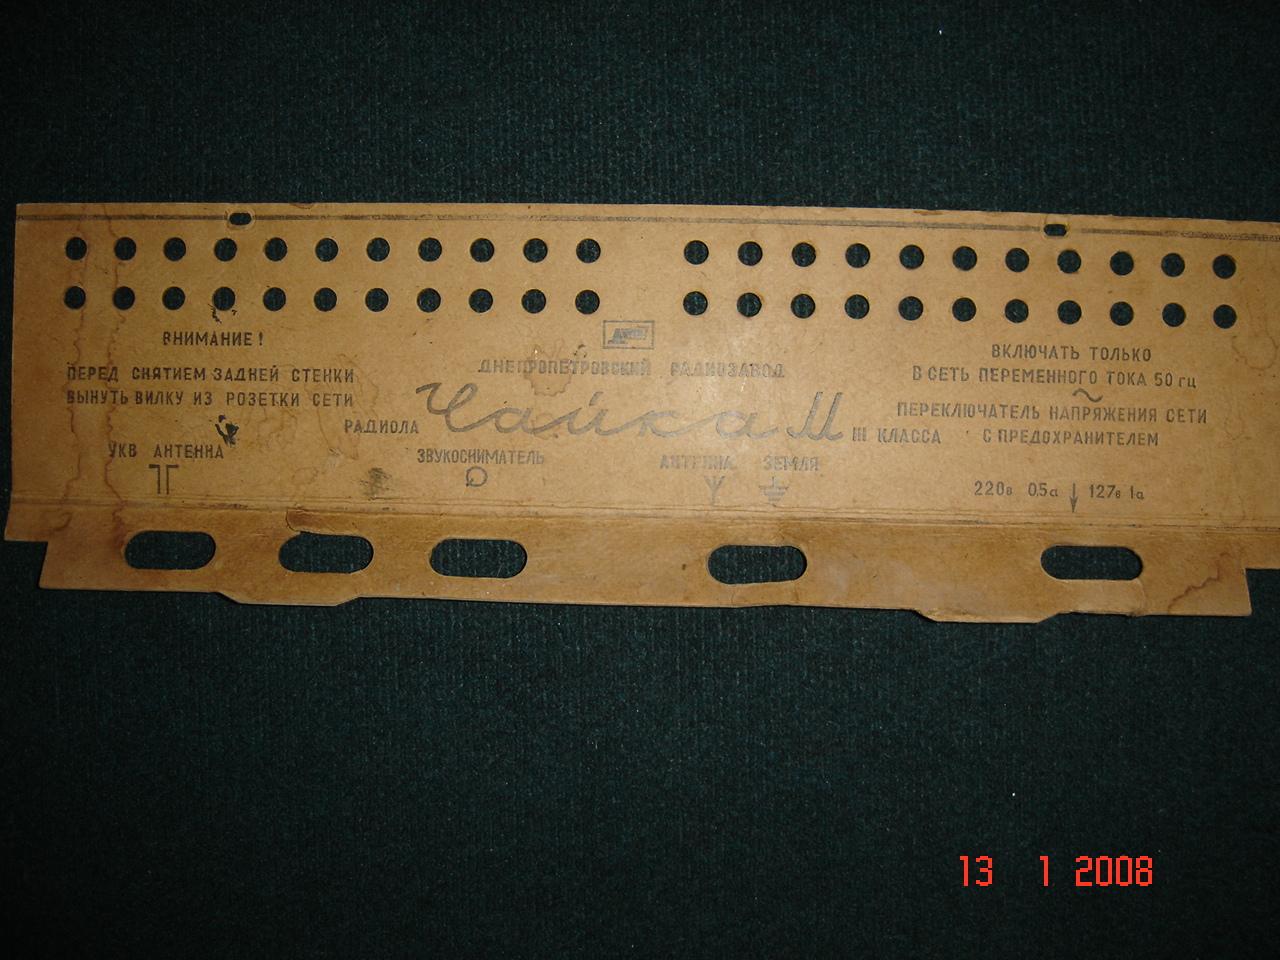 ВНИМАНИЕ!
ПЕРЕД СНЯТИЕМ ЗАДНЕЙ СТЕНКИ
ВЫНУТЬ ВИЛКУ ИЗ РОЗЕТКИ СЕТИ
УКВ АНТЕННА
ДНЕПРОПЕТРОВСКИЙ РАДИОЗАВОД
РАДИОЛА Чайка М III КЛАССА
ЗВУКОСНИМАТЕЛЬ
АНТЕННА ЗЕМЛЯ
ВКЛЮЧАТЬ ТОЛЬКО
В СЕТЬ ПЕРЕМЕННОГО ТОКА 50 гц
~
ПЕРЕКЛЮЧАТЕЛЬ НАПРЯЖЕНИЯ СЕТИ
С ПРЕДОХРАНИТЕЛЕМ
220в 0,5а ↓ 127в 1а
13 1 2008